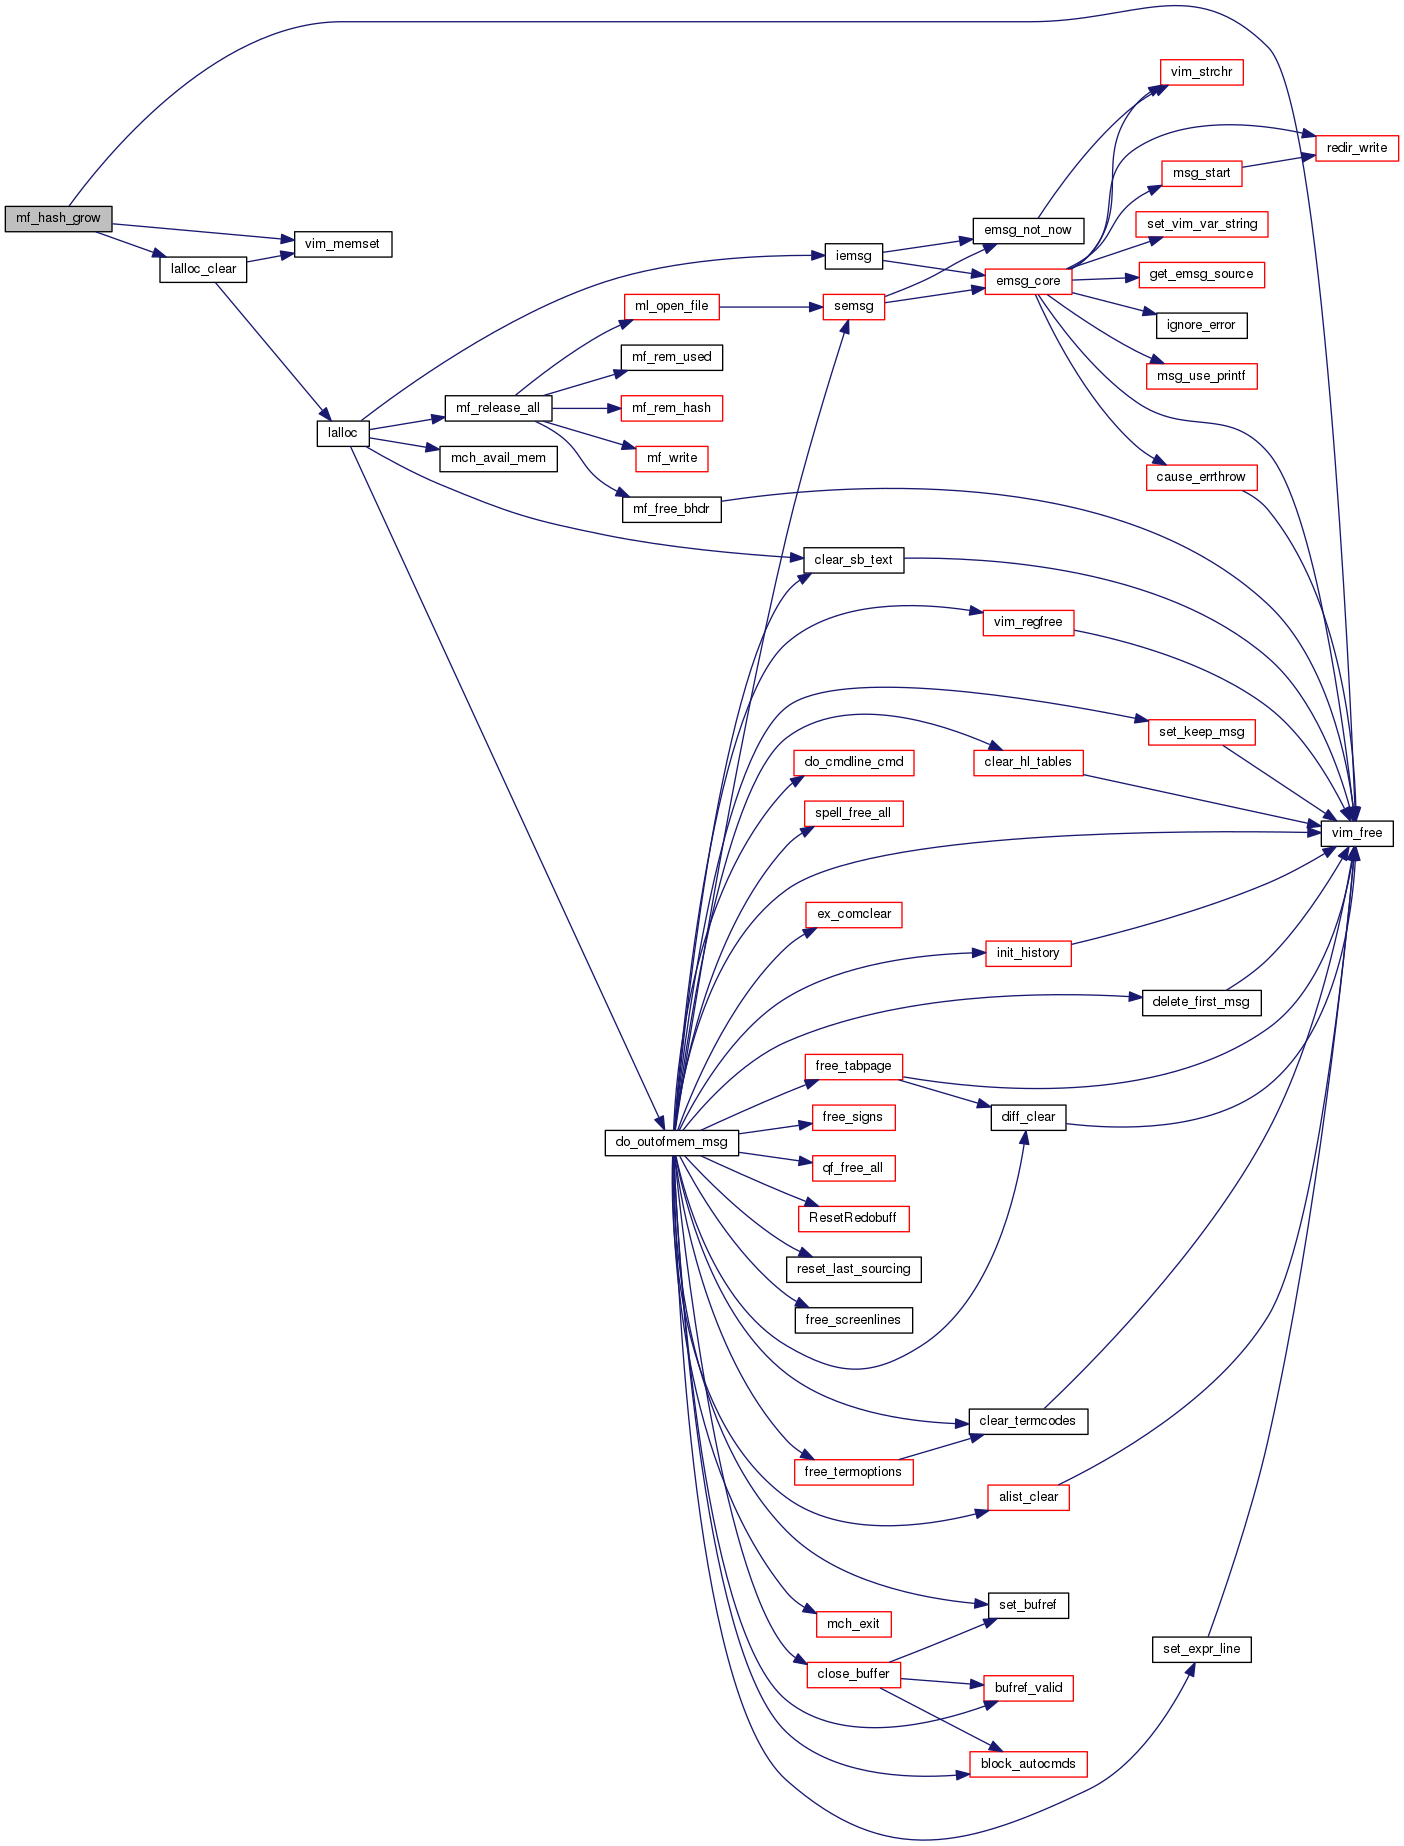 vim_strchr
redir_write
msg_start
mf_hash_grow
set_vim_var_string
emsg_not_now
vim_memset
iemsg
lalloc_clear
get_emsg_source
emsg_core
ml_open_file
semsg
ignore_error
mf_rem_used
msg_use_printf
mf_release_all
mf_rem_hash
lalloc
mch_avail_mem
mf_write
cause_errthrow
mf_free_bhdr
clear_sb_text
vim_regfree
set_keep_msg
do_cmdline_cmd
clear_hl_tables
spell_free_all
vim_free
ex_comclear
init_history
delete_first_msg
free_tabpage
free_signs
diff_clear
do_outofmem_msg
qf_free_all
ResetRedobuff
reset_last_sourcing
free_screenlines
clear_termcodes
free_termoptions
alist_clear
set_bufref
mch_exit
set_expr_line
close_buffer
bufref_valid
block_autocmds